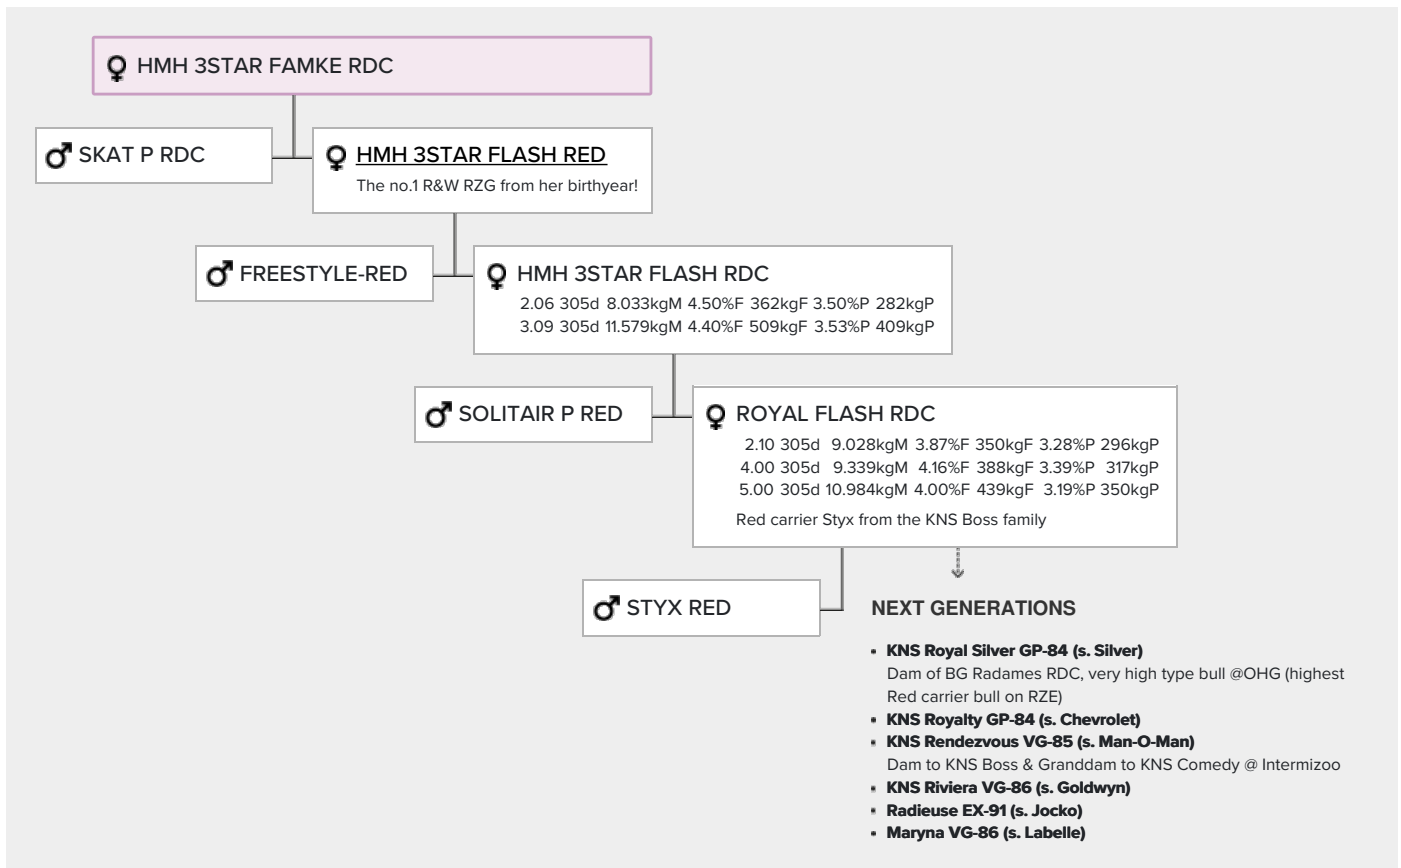 HMH 3STAR FAMKE RDC
SKAT P RDC
HMH 3STAR FLASH RED
The no.1 R&W RZG from her birthyear!
FREESTYLE-RED
HMH 3STAR FLASH RDC
2.06 305d 8.033kgM 4.50%F 362kgF 3.50%P 282kgP
3.09 305d 11.579kgM 4.40%F 509kgF 3.53%P 409kgP
SOLITAIR P RED
ROYAL FLASH RDC
2.10 305d 9.028kgM 3.87%F 350kgF 3.28%P 296kgP
4.00 305d 9.339kgM 4.16%F 388kgF 3.39%P 317kgP
5.00 305d 10.984kgM 4.00%F 439kgF 3.19%P 350kgP
Red carrier Styx from the KNS Boss family
STYX RED
NEXT GENERATIONS
KNS Royal Silver GP-84 (s. Silver)
Dam of BG Radames RDC, very high type bull @OHG (highest
Red carrier bull on RZE)
KNS Royalty GP-84 (s. Chevrolet)
KNS Rendezvous VG-85 (s. Man-O-Man)
Dam to KNS Boss & Granddam to KNS Comedy @ Intermizoo
KNS Riviera VG-86 (s. Goldwyn)
Radieuse EX-91 (s. Jocko)
Maryna VG-86 (s. Labelle)